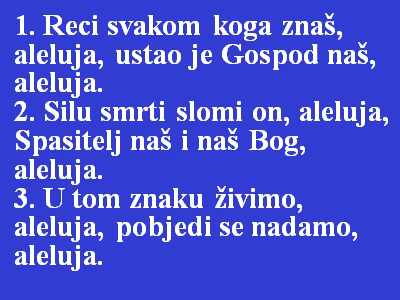 1. Reci svakom koga znaš,
aleluja, ustao je Gospod naš,
aleluja.
2. Silu smrti slomi on, aleluja,
Spasitelj naš i naš Bog,
aleluja.
3. U tom znaku živimo,
aleluja, pobjedi se nadamo,
aleluja.